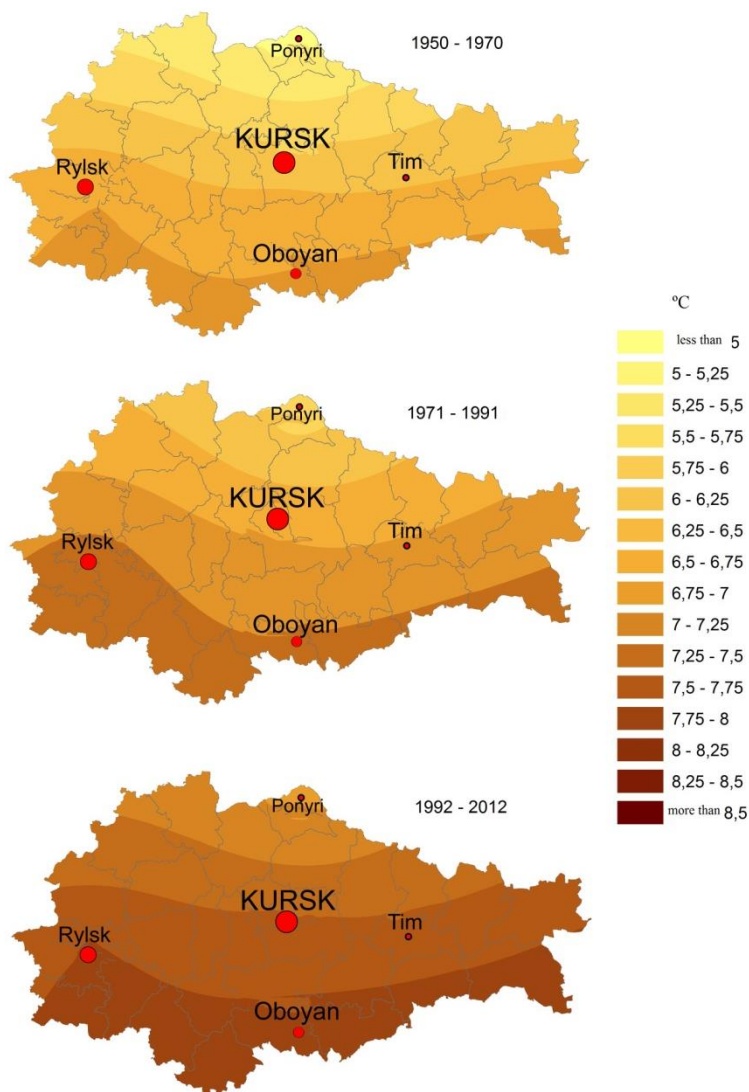 1950 - 1970
Ponyri
KURSK
Rylsk
Tim
Oboyan
1971 - 1991
Ponyri
KURSK
Rylsk
Tim
Oboyan
1992 - 2012
Ponyri
KURSK
Rylsk
Tim
Oboyan
ºC
less than 5
5 - 5,25
5,25 - 5,5
5,5 - 5,75
5,75 - 6
6 - 6,25
6,25 - 6,5
6,5 - 6,75
6,75 - 7
7 - 7,25
7,25 - 7,5
7,5 - 7,75
7,75 - 8
8 - 8,25
8,25 - 8,5
more than 8,5